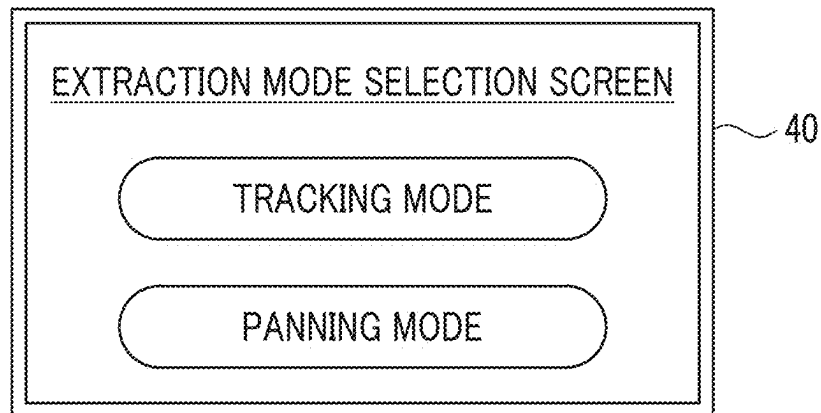 EXTRACTION MODE SELECTION SCREEN
40
TRACKING MODE
PANNING MODE